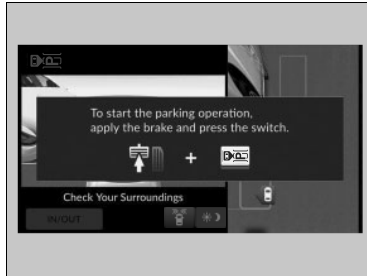 To start the parking operation,
apply the brake and press the switch.
+
Check Your Surroundings
IN/OUT